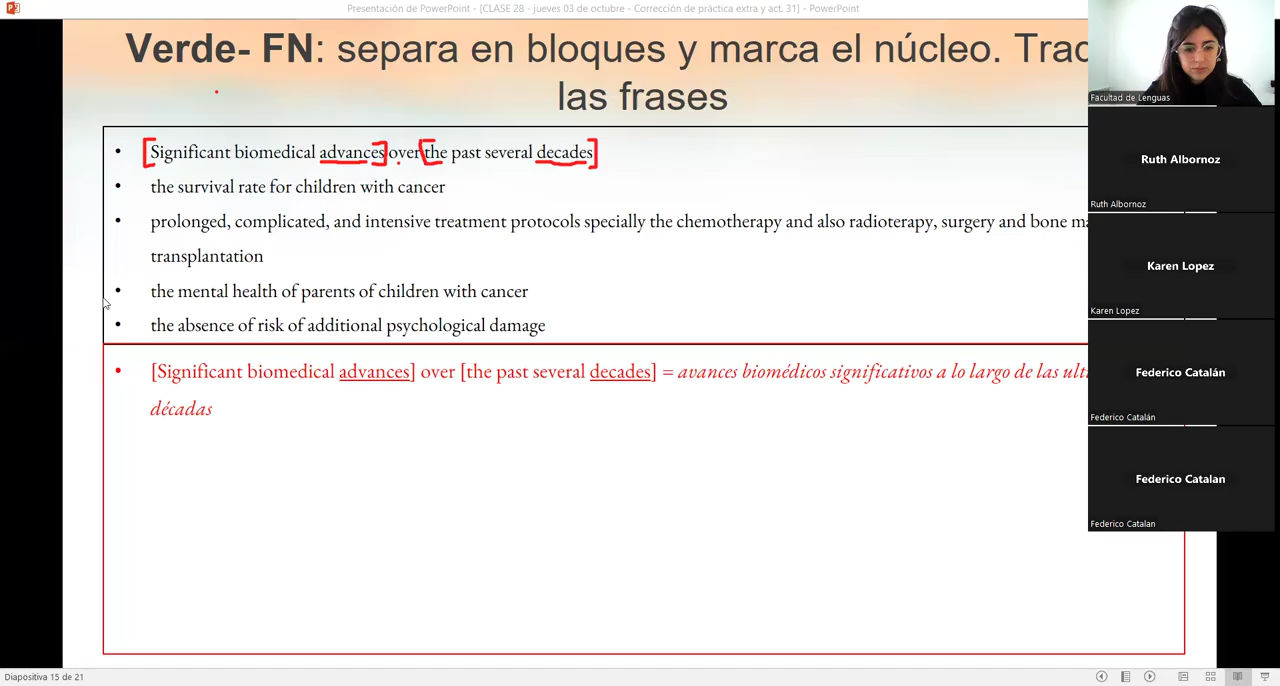 Presentación de PowerPoint - [CLASE 28 - jueves 03 de octubre - Corrección de práctica extra y act. 31] - PowerPoint
Verde- FN: separa en bloques y marca el núcleo.
las frases
• Significant biomedical advances over the past several decades
• the survival rate for children with cancer
• prolonged, complicated, and intensive treatment protocols specially the chemotherapy and also radioterapy, surgery and bone
transplantation
• the mental health of parents of children with cancer
• the absence of risk of additional psychological damage
• [Significant biomedical advances] over [the past several decades] = avances biomédicos significativos a lo largo de las
décadas
Facultad de Lenguas
Ruth Albornoz
Ruth Albornoz
Karen Lopez
Karen Lopez
Federico Catalán
Federico Catalán
Federico Catalan
Federico Catalan
Diapositiva 15 de 21